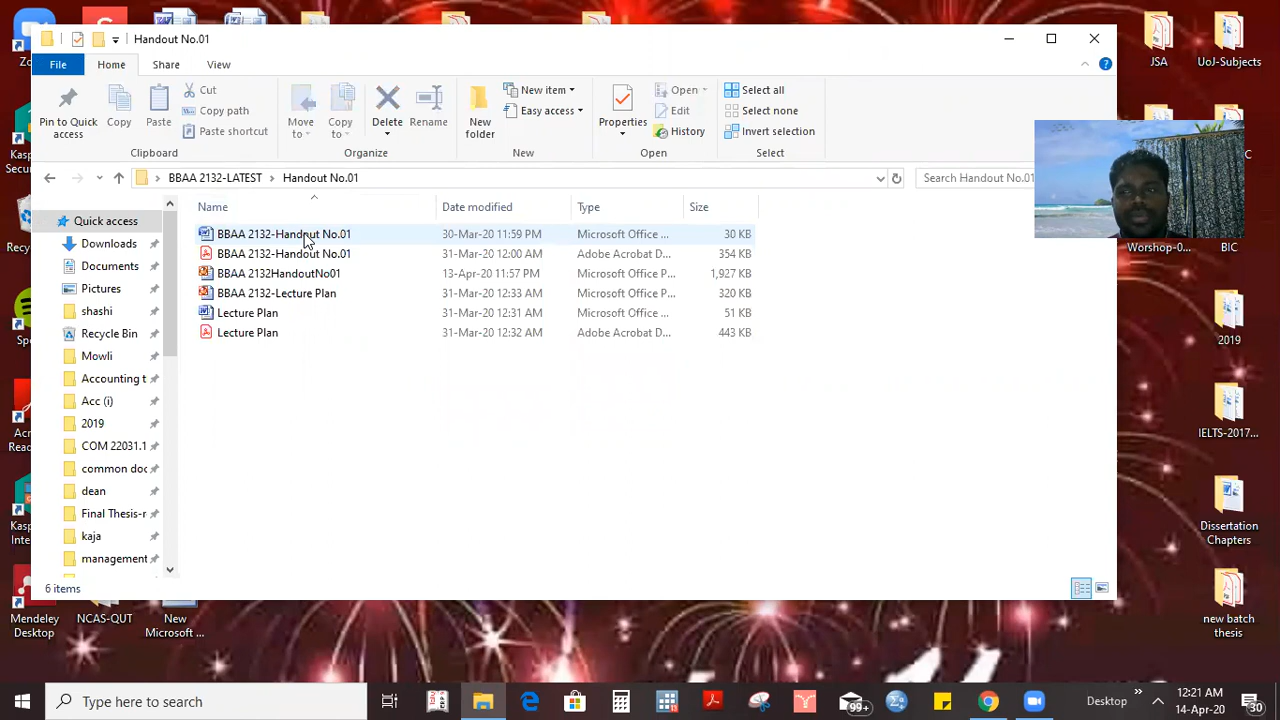 Handout No.01
File
Home
Share
View
Pin to Quick
access
Copy
Paste
Cut
Copy path
Paste shortcut
Clipboard
Move
to
Copy
to
Delete
Rename
Organize
New
folder
New item
Easy access
New
Properties
Open
Edit
History
Open
Select all
Select none
Invert selection
Select
BBAA 2132-LATEST
Handout No.01
Search Handout No.01
Name
Date modified
Type
Size
BBAA 2132-Handout No.01 30-Mar-20 11:59 PM Microsoft Office ... 30 KB
BBAA 2132-Handout No.01 31-Mar-20 12:00 AM Adobe Acrobat D... 354 KB
BBAA 2132HandoutNo01 13-Apr-20 11:57 PM Microsoft Office P... 1,927 KB
BBAA 2132-Lecture Plan 31-Mar-20 12:33 AM Microsoft Office P... 320 KB
Lecture Plan 31-Mar-20 12:31 AM Microsoft Office ... 51 KB
Lecture Plan 31-Mar-20 12:32 AM Adobe Acrobat D... 443 KB
Quick access
Downloads
Documents
Pictures
shashi
Recycle Bin
Mowli
Accounting t
Acc (i)
2019
COM 22031.1
common doc
dean
Final Thesis-r
kaja
management
6 items
JSA
UoJ-Subjects
Worshop-0...
BIC
2019
IELTS-2017...
Dissertation
Chapters
new batch
thesis
Mendeley
Desktop
NCAS-QUT
New
Microsoft ...
Type here to search
99+
Desktop
12:21 AM
14-Apr-20
30